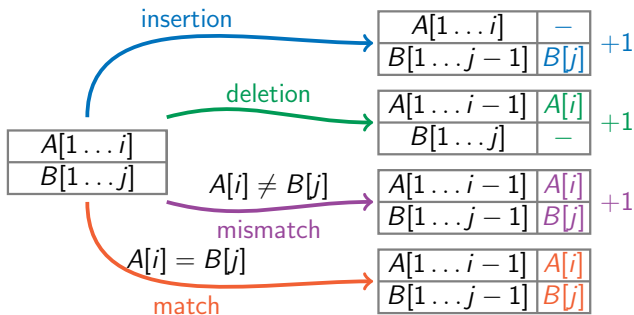 insertion
A[1...i] −
B[1...j − 1] B[j] +1
deletion
A[1...i − 1] A[i]
B[1...j] − +1
A[1...i]
B[1...j]
A[i] ≠ B[j]
mismatch
A[1...i − 1] A[i]
B[1...j − 1] B[j] +1
A[i] = B[j]
match
A[1...i − 1] A[i]
B[1...j − 1] B[j]